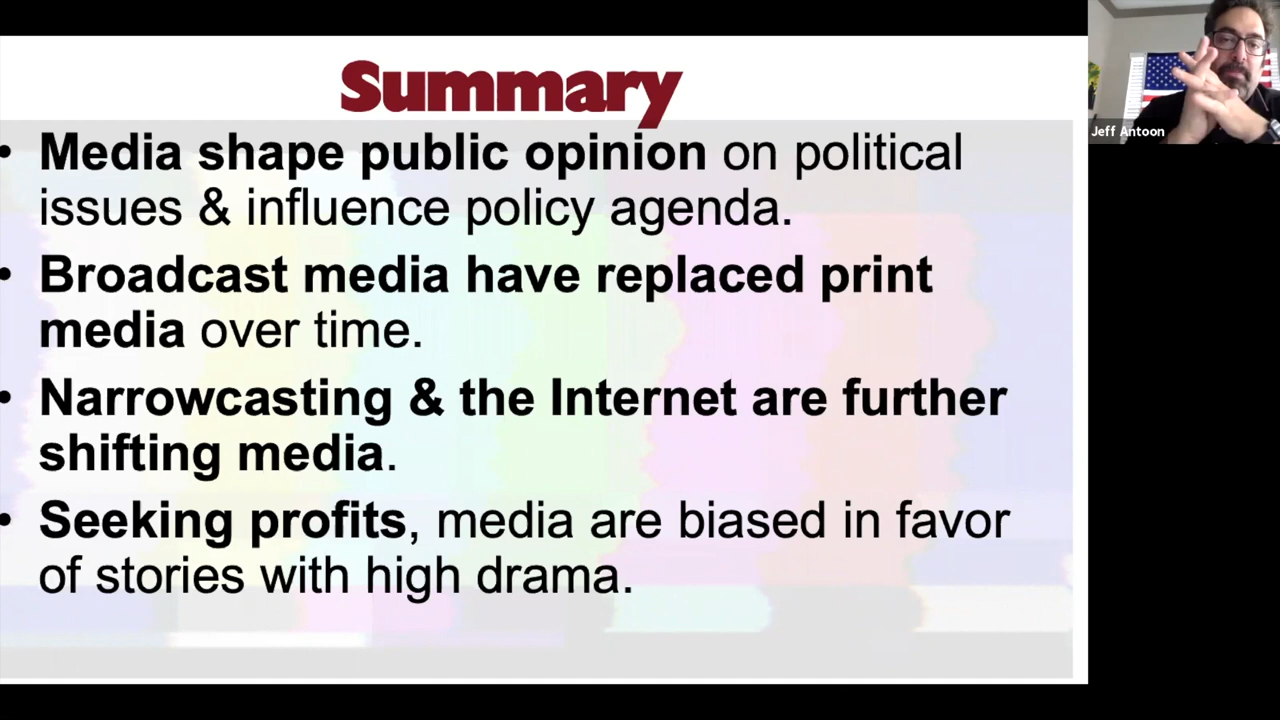 Summary
• Media shape public opinion on political
issues & influence policy agenda.
• Broadcast media have replaced print
media over time.
• Narrowcasting & the Internet are further
shifting media.
• Seeking profits, media are biased in favor
of stories with high drama.
Jeff Antoon